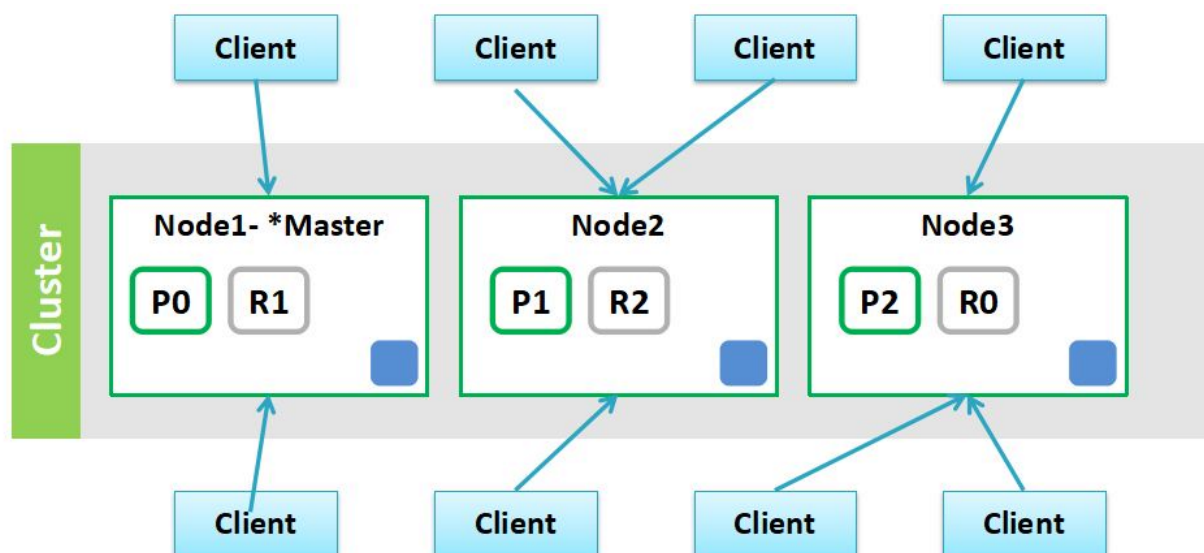 Client
Client
Client
Client
Cluster
Node1- *Master
P0
R1
Node2
P1
R2
Node3
P2
R0
Client
Client
Client
Client